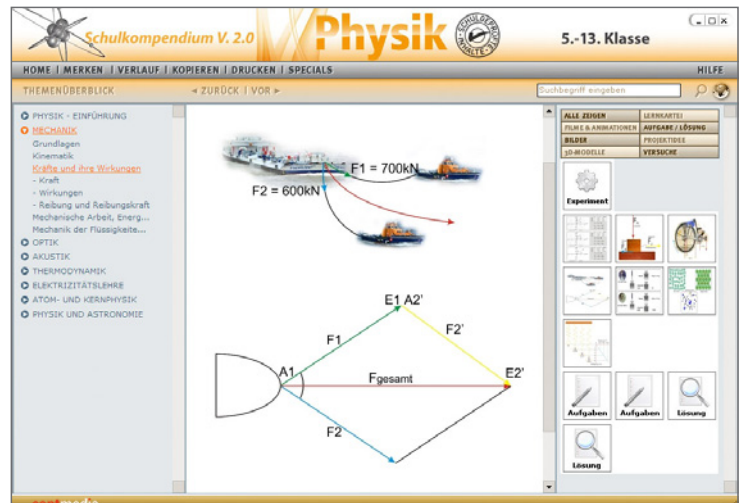 Schulkompendium V. 2.0
Physik
SCHULGEPRÜFTE INHALTE
5.-13. Klasse
HOME | MERKEN | VERLAUF | KOPIEREN | DRUCKEN | SPECIALS
HILFE
THEMENÜBERBLICK
◄ ZURÜCK | VOR ►
Suchbegriff eingeben
PHYSIK - EINFÜHRUNG
MECHANIK
Grundlagen
Kinematik
Kräfte und ihre Wirkungen
- Kraft
- Wirkungen
- Reibung und Reibungskraft
Mechanische Arbeit, Energ...
Mechanik der Flüssigkeite...
OPTIK
AKUSTIK
THERMODYNAMIK
ELEKTRIZITÄTSLEHRE
ATOM- UND KERNPHYSIK
PHYSIK UND ASTRONOMIE
F1 = 700kN
F2 = 600kN
E1 A2'
F1
F2'
A1
Fgesamt
E2'
F2
ALLE ZEIGEN
LERNKARTEI
FILME & ANIMATIONEN
AUFGABE / LÖSUNG
BILDER
PROJEKTIDEE
3D-MODELLE
VERSUCHE
Experiment
Aufgaben
Aufgaben
Lösung
Lösung